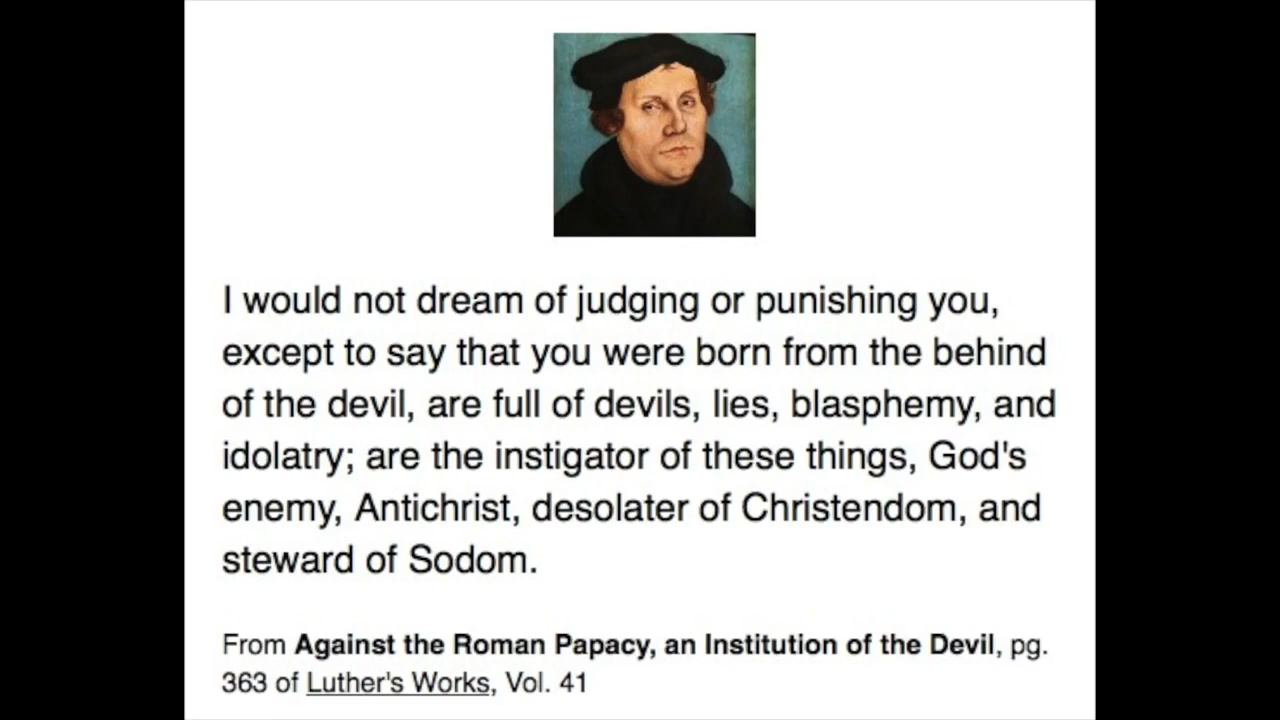 I would not dream of judging or punishing you,
except to say that you were born from the behind
of the devil, are full of devils, lies, blasphemy, and
idolatry; are the instigator of these things, God's
enemy, Antichrist, desolater of Christendom, and
steward of Sodom.
From Against the Roman Papacy, an Institution of the Devil, pg.
363 of Luther's Works, Vol. 41